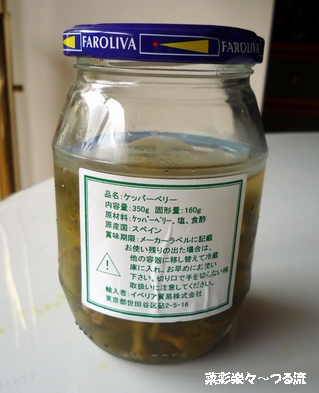 FAROLIVA
FAROLIVA
品名:ケッパーベリー
内容量:350g 固形量:160g
原材料:ケッパーベリー、塩、食酢
原産国:スペイン
賞味期限:メーカーラベルに記載
お使い残りの出た場合は、
他の容器に移し替えて冷蔵
庫に入れ、お早めにお使い
下さい。切り口で手を切らない様
取扱いに注意してください。
輸入者:イベリア貿易株式会社
東京都世田谷区
2-5-16
菜彩楽々~つる流